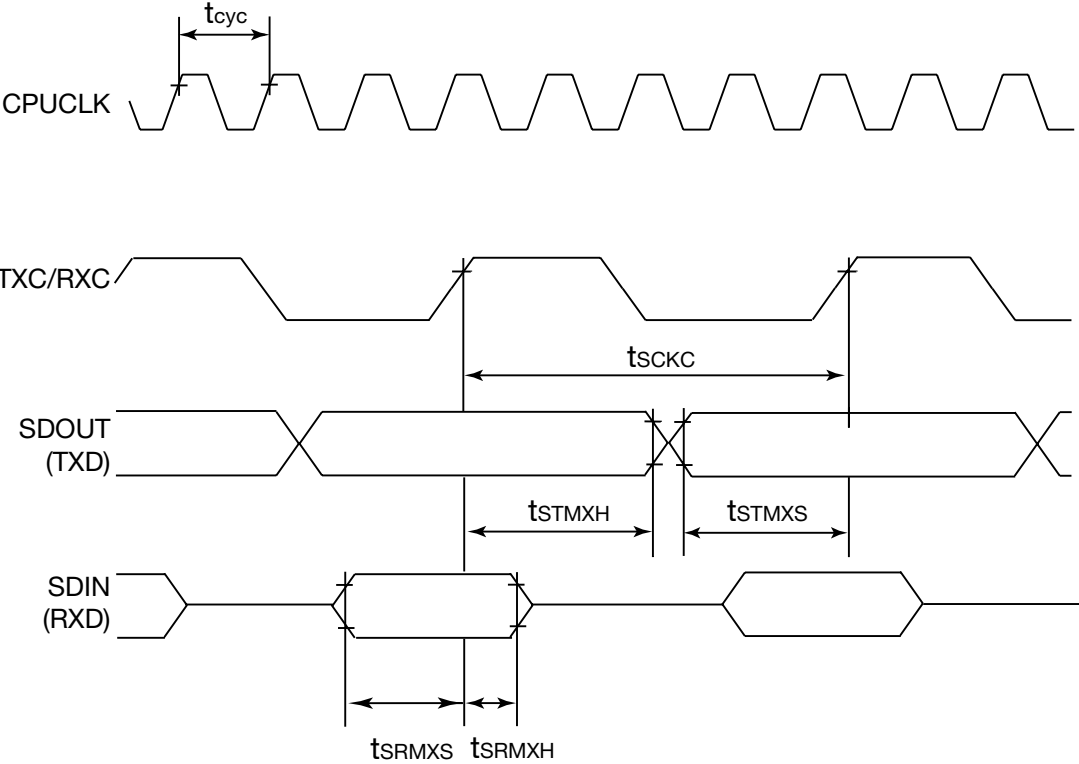 tcyc
CPUCLK
TXC/RXC
tSCKC
SDOUT
(TXD)
tSTMXH
tSTMXS
SDIN
(RXD)
tSRMXS
tSRMXH